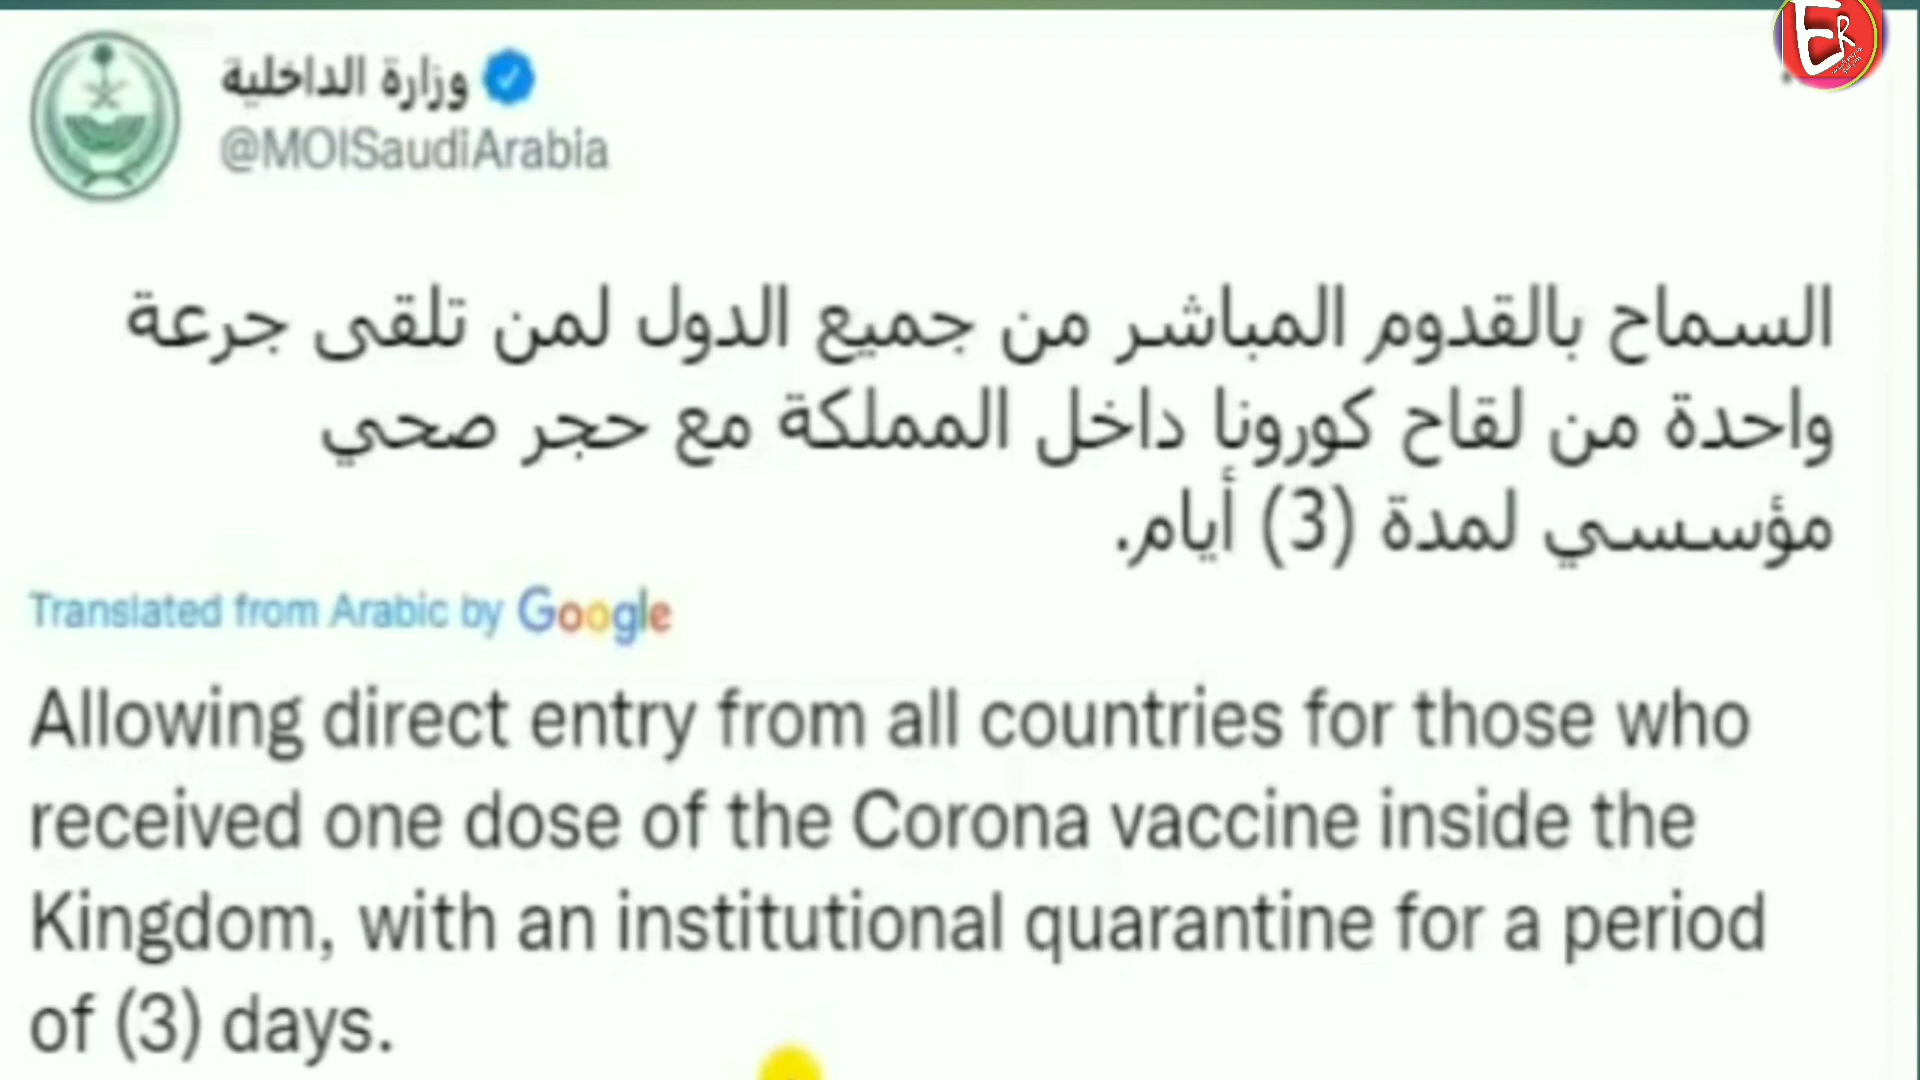 وزارة الداخلية
@MOISaudiArabia
ER
السماح بالقدوم المباشر من جميع الدول لمن تلقى جرعة
واحدة من لقاح كورونا داخل المملكة مع حجر صحي
مؤسسي لمدة (3) أيام.
Translated from Arabic by Google
Allowing direct entry from all countries for those who
received one dose of the Corona vaccine inside the
Kingdom, with an institutional quarantine for a period
of (3) days.